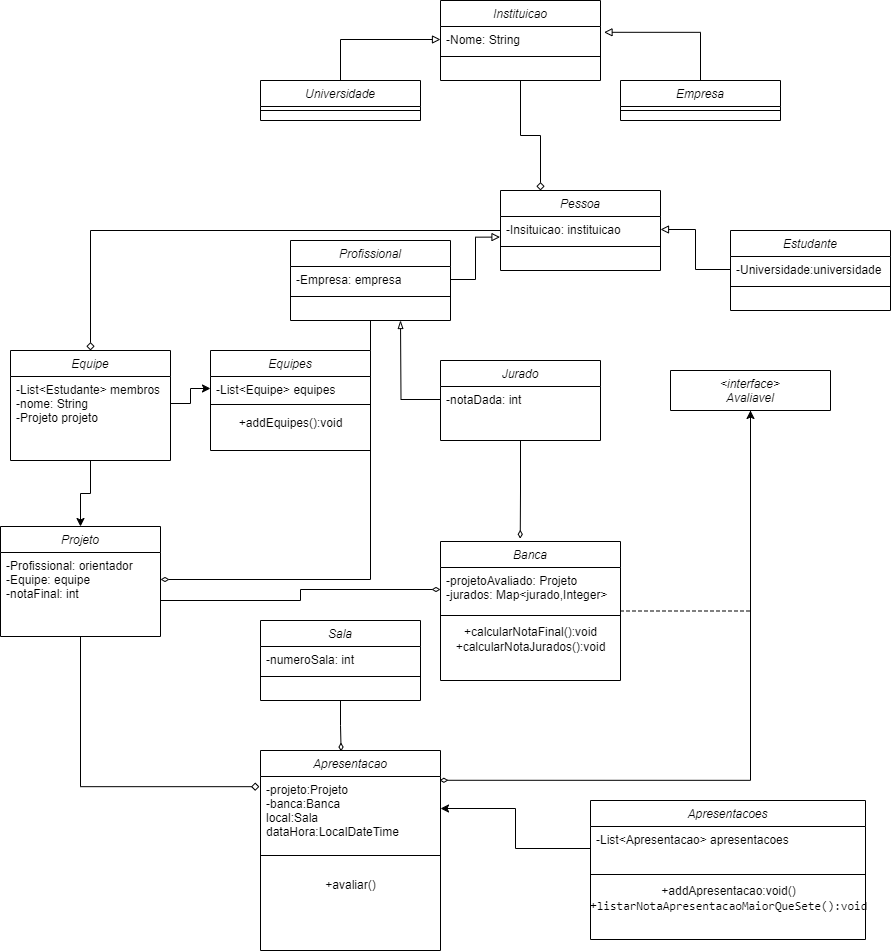 Instituicao
-Nome: String
Universidade
Empresa
Pessoa
-Insituicao: instituicao
Profissional
-Empresa: empresa
Estudante
-Universidade:universidade
Equipe
-List<Estudante> membros
-nome: String
-Projeto projeto
Equipes
-List<Equipe> equipes
+addEquipes():void
Jurado
-notaDada: int
<interface>
Avaliavel
Projeto
-Profissional: orientador
-Equipe: equipe
-notaFinal: int
Banca
-projetoAvaliado: Projeto
-jurados: Map<jurado,Integer>
+calcularNotaFinal():void
+calcularNotaJurados():void
Sala
-numeroSala: int
Apresentacao
-projeto:Projeto
-banca:Banca
local:Sala
dataHora:LocalDateTime
+avaliar()
Apresentacoes
-List<Apresentacao> apresentacoes
+addApresentacao:void()
+listarNotaApresentacaoMaiorQueSete():void